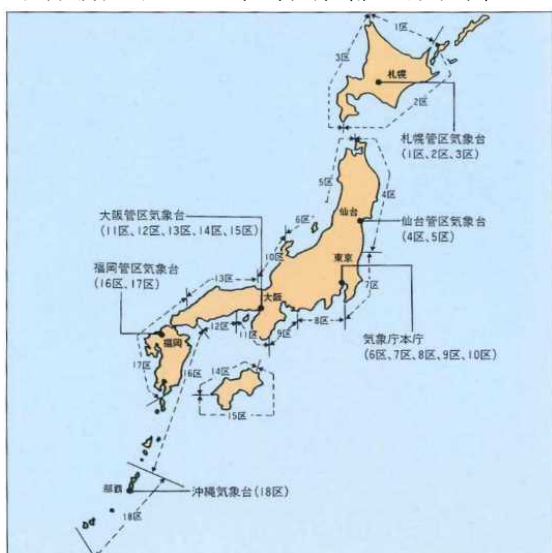 1区
3区
札幌
2区
札幌管区気象台
(1区、2区、3区)
5区
4区
大阪管区気象台
(11区、12区、13区、14区、15区)
仙台
6区
仙台管区気象台
(4区、5区)
福岡管区気象台
(16区、17区)
10区
東京
13区
7区
大阪
8区
9区
12区
11区
気象庁本庁
(6区、7区、8区、9区、10区)
福岡
17区
16区
14区
15区
那覇
沖縄気象台(18区)
18区